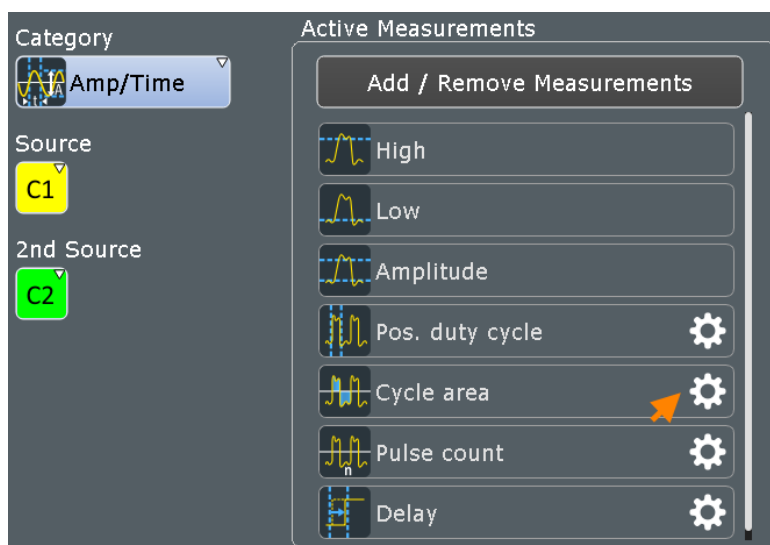 Category
Amp/Time
Source
C1
2nd Source
C2
Active Measurements
Add / Remove Measurements
High
Low
Amplitude
Pos. duty cycle
Cycle area
Pulse count
Delay